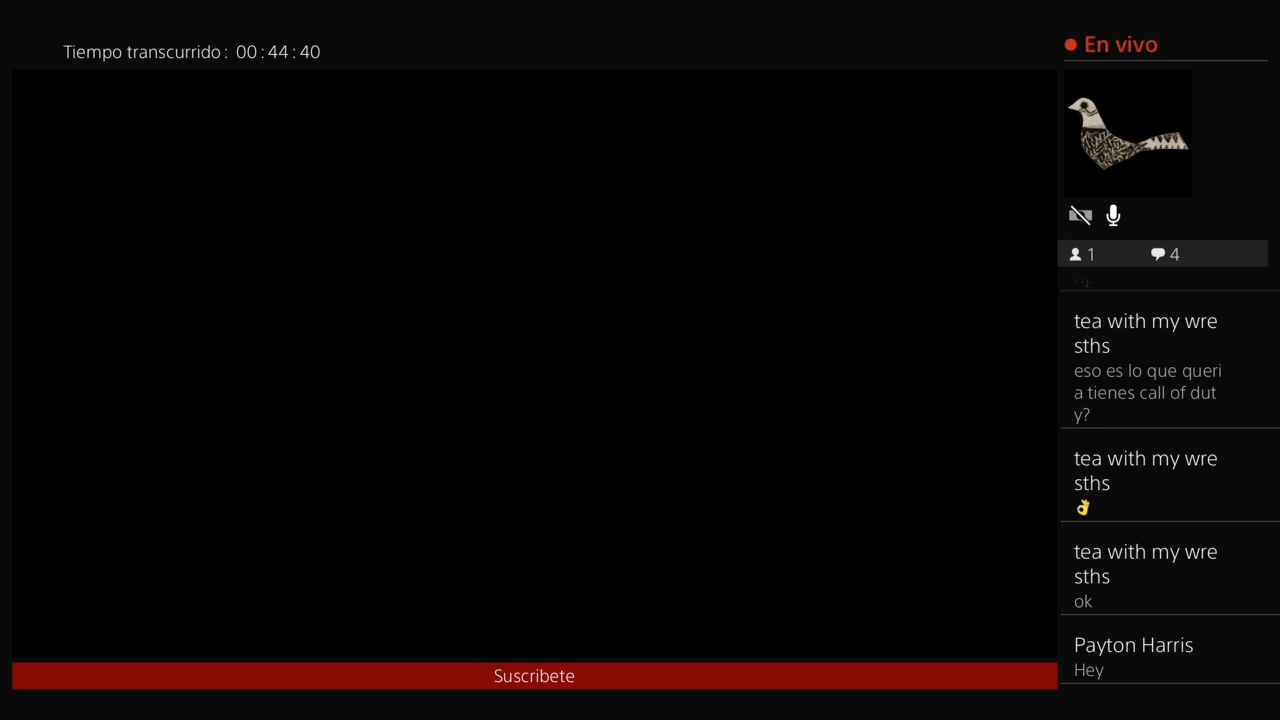 Tiempo transcurrido: 00:44:40
En vivo
1 4
tea with my wre
sths
eso es lo que queri
a tienes call of dut
y?
tea with my wre
sths
👌
tea with my wre
sths
ok
Payton Harris
Hey
Suscribete